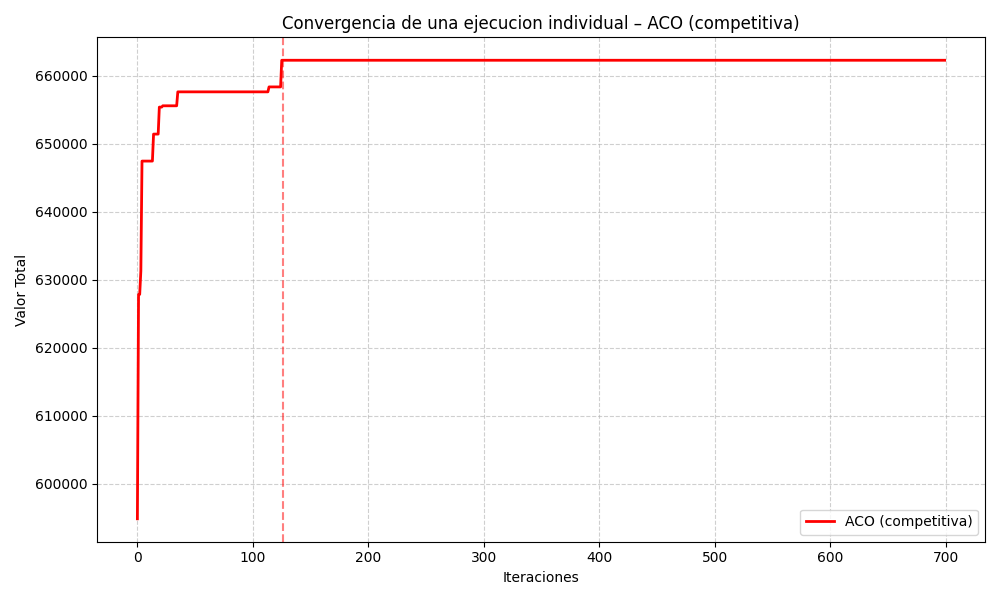 Convergencia de una ejecucion individual – ACO (competitiva)
660000
650000
640000
630000
620000
610000
600000
Valor Total
ACO (competitiva)
0 100 200 300 400 500 600 700
Iteraciones